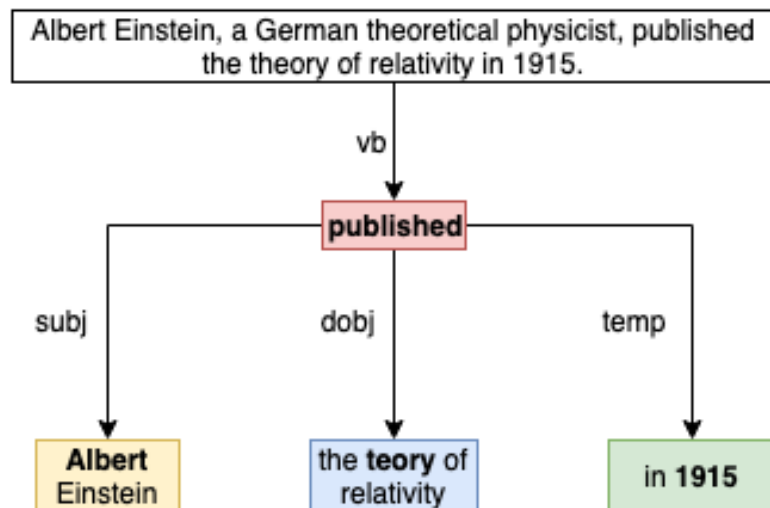 Albert Einstein, a German theoretical physicist, published
the theory of relativity in 1915.
vb
published
subj
dobj
temp
Albert
Einstein
the teory of
relativity
in 1915